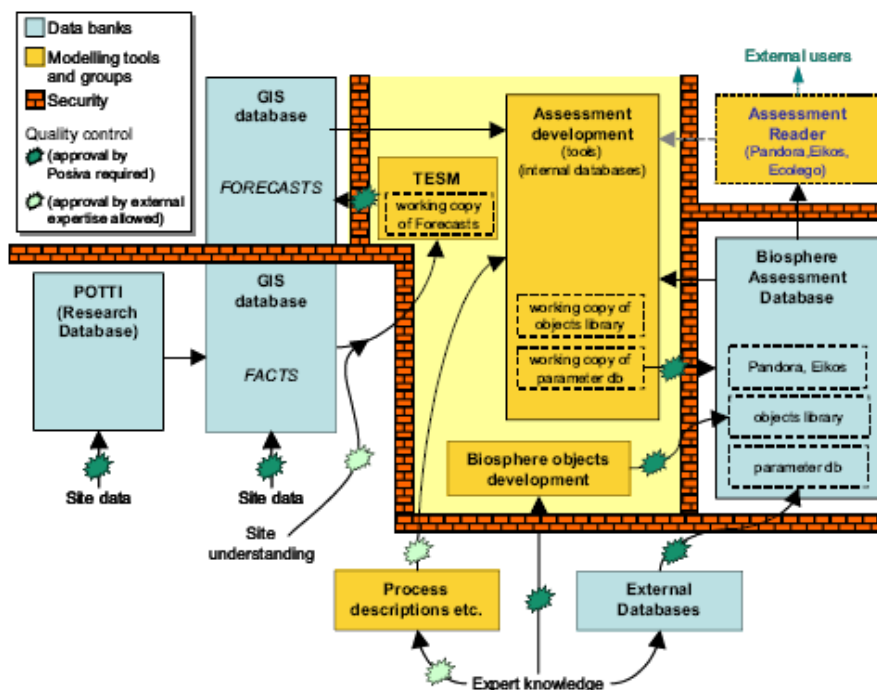 Data banks
Modelling tools
and groups
Security
Quality control
(approval by
Posiva required)
(approval by external
expertise allowed)
GIS
database
FORECASTS
TESM
working copy
of Forecasts
Assessment
development
(tools)
(internal databases)
working copy of
objects library
working copy of
parameter db
External users
Assessment
Reader
(Pandora,Eikos,
Ecolego)
POTTI
(Research
Database)
GIS
database
FACTS
Biosphere
Assessment
Database
Pandora, Eikos
objects library
parameter db
Biosphere objects
development
Site data
Site data
Site
understanding
Process
descriptions etc.
External
Databases
Expert knowledge